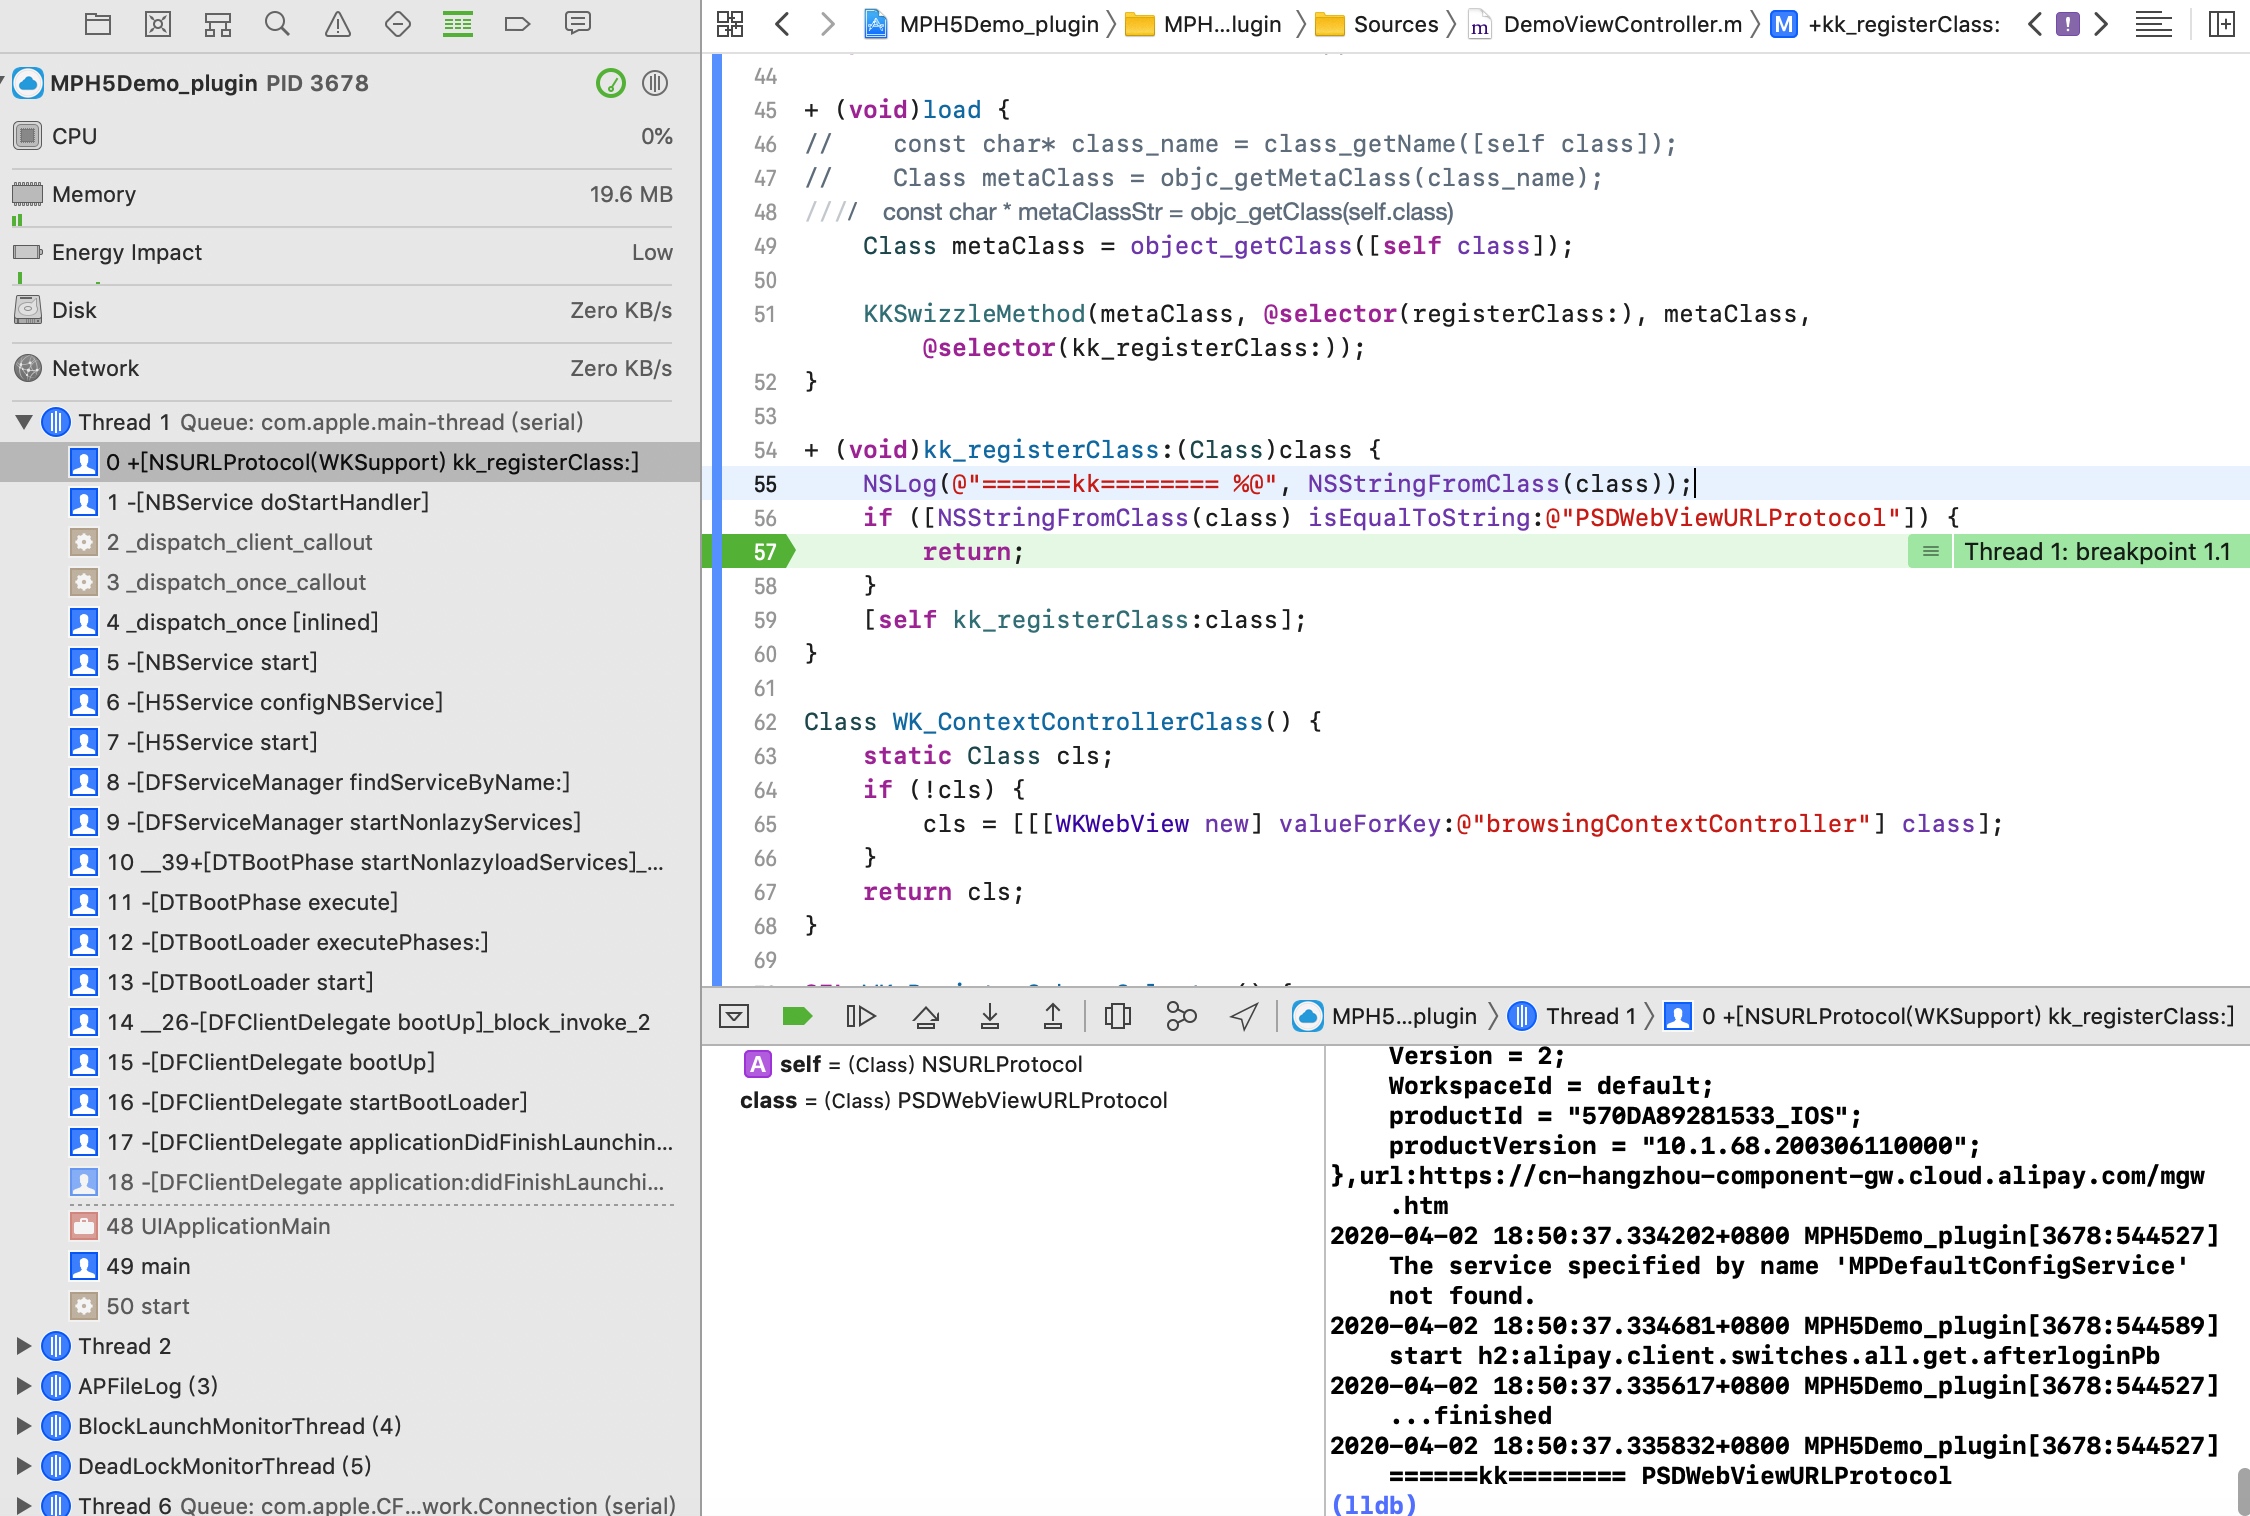 MPH5Demo_plugin PID 3678
CPU 0%
Memory 19.6 MB
Energy Impact Low
Disk Zero KB/s
Network Zero KB/s
Thread 1 Queue: com.apple.main-thread (serial)
0 +[NSURLProtocol(WKSupport) kk_registerClass:]
1 -[NBService doStartHandler]
2 _dispatch_client_callout
3 _dispatch_once_callout
4 _dispatch_once [inlined]
5 -[NBService start]
6 -[H5Service configNBService]
7 -[H5Service start]
8 -[DFServiceManager findServiceByName:]
9 -[DFServiceManager startNonlazyServices]
10 __39+[DTBootPhase startNonlazyloadServices]_...
11 -[DTBootPhase execute]
12 -[DTBootLoader executePhases:]
13 -[DTBootLoader start]
14 __26-[DFClientDelegate bootUp]_block_invoke_2
15 -[DFClientDelegate bootUp]
16 -[DFClientDelegate startBootLoader]
17 -[DFClientDelegate applicationDidFinishLaunchin...
18 -[DFClientDelegate application:didFinishLaunchi...
48 UIApplicationMain
49 main
50 start
Thread 2
APFileLog (3)
BlockLaunchMonitorThread (4)
DeadLockMonitorThread (5)
Thread 6 Queue: com.apple.CF...work.Connection (serial)
MPH5Demo_plugin MPH...lugin Sources m DemoViewController.m M +kk_registerClass:
44
45 + (void)load {
46 // const char* class_name = class_getName([self class]);
47 // Class metaClass = objc_getMetaClass(class_name);
48 //// const char * metaClassStr = objc_getClass(self.class)
49 Class metaClass = object_getClass([self class]);
50
51 KKSwizzleMethod(metaClass, @selector(registerClass:), metaClass,
@selector(kk_registerClass:));
52 }
53
54 + (void)kk_registerClass:(Class)class {
55 NSLog(@"======kk======== %@", NSStringFromClass(class));
56 if ([NSStringFromClass(class) isEqualToString:@"PSDWebViewURLProtocol"]) {
57 return; Thread 1: breakpoint 1.1
58 }
59 [self kk_registerClass:class];
60 }
61
62 Class WK_ContextControllerClass() {
63 static Class cls;
64 if (!cls) {
65 cls = [[[WKWebView new] valueForKey:@"browsingContextController"] class];
66 }
67 return cls;
68 }
69
MPH5...plugin Thread 1 0 +[NSURLProtocol(WKSupport) kk_registerClass:]
A self = (Class) NSURLProtocol
class = (Class) PSDWebViewURLProtocol
Version = 2;
WorkspaceId = default;
productId = "570DA89281533_IOS";
productVersion = "10.1.68.200306110000";
},url:https://cn-hangzhou-component-gw.cloud.alipay.com/mgw
.htm
2020-04-02 18:50:37.334202+0800 MPH5Demo_plugin[3678:544527]
The service specified by name 'MPDefaultConfigService'
not found.
2020-04-02 18:50:37.334681+0800 MPH5Demo_plugin[3678:544589]
start h2:alipay.client.switches.all.get.afterloginPb
2020-04-02 18:50:37.335617+0800 MPH5Demo_plugin[3678:544527]
...finished
2020-04-02 18:50:37.335832+0800 MPH5Demo_plugin[3678:544527]
======kk======== PSDWebViewURLProtocol
(lldb)